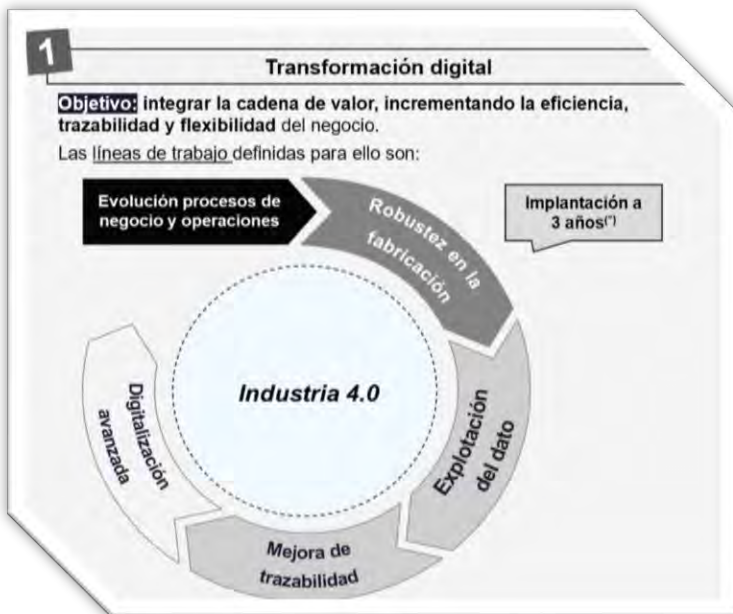 1
Transformación digital
Objetivo: integrar la cadena de valor, incrementando la eficiencia,
trazabilidad y flexibilidad del negocio.
Las líneas de trabajo definidas para ello son:
Evolución procesos de
negocio y operaciones
Robustez en la
fabricación
Implantación a
3 años(*)
Explotación
del dato
Mejora de
trazabilidad
Digitalización
avanzada
Industria 4.0